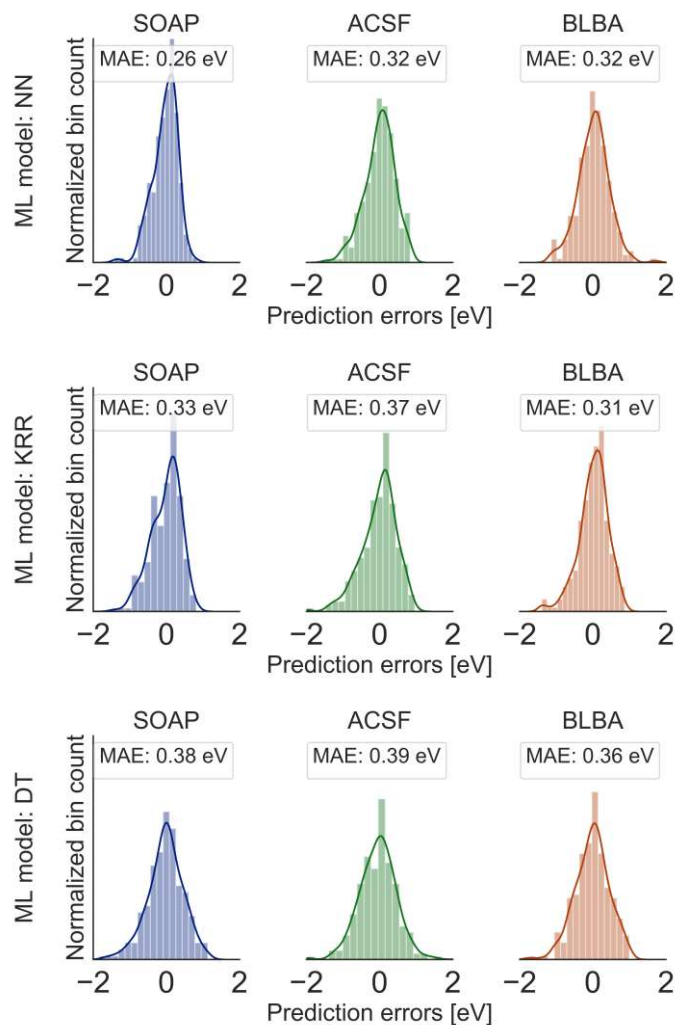 SOAP ACSF BLBA
MAE: 0.26 eV MAE: 0.32 eV MAE: 0.32 eV
ML model: NN
Normalized bin count
−2 0 2 −2 0 2 −2 0 2
Prediction errors [eV]
SOAP ACSF BLBA
MAE: 0.33 eV MAE: 0.37 eV MAE: 0.31 eV
ML model: KRR
Normalized bin count
−2 0 2 −2 0 2 −2 0 2
Prediction errors [eV]
SOAP ACSF BLBA
MAE: 0.38 eV MAE: 0.39 eV MAE: 0.36 eV
ML model: DT
Normalized bin count
−2 0 2 −2 0 2 −2 0 2
Prediction errors [eV]